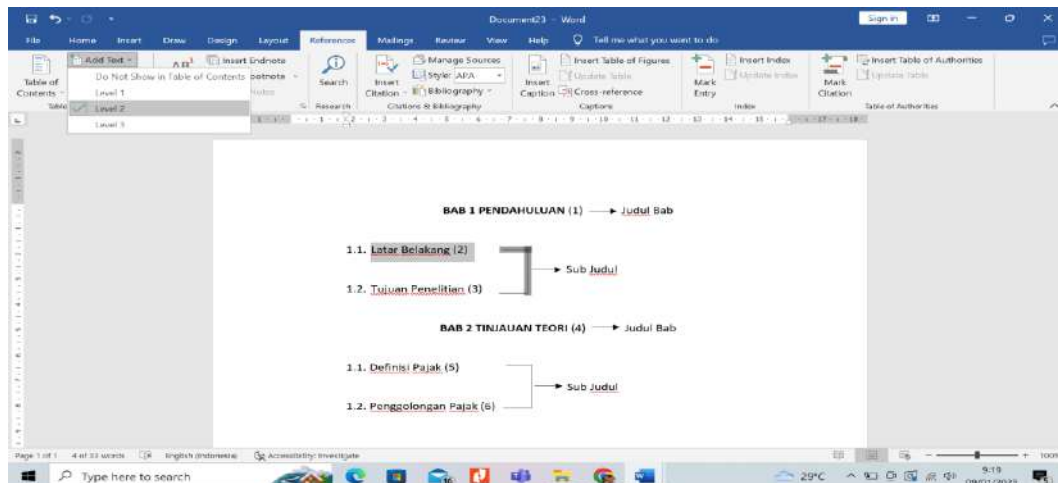 Document23 - Word
Sign in
File Home Insert Draw Design Layout References Mailings Review View Help Tell me what you want to do
Table of Contents
Add Text
Do Not Show in Table of Contents
Level 1
Level 2
Level 3
AB
Insert Endnote
Search
Research
Insert Citation
Manage Sources
Style: APA
Bibliography
Citations & Bibliography
Insert Caption
Insert Table of Figures
Update Table
Cross-reference
Captions
Mark Entry
Insert Index
Update Index
Index
Mark Citation
Insert Table of Authorities
Update Table
Table of Authorities
BAB 1 PENDAHULUAN (1) Judul Bab
1.1. Latar Belakang (2)
Sub Judul
1.2. Tujuan Penelitian (3)
BAB 2 TINJAUAN TEORI (4) Judul Bab
1.1. Definisi Pajak (5)
Sub Judul
1.2. Penggolongan Pajak (6)
Page 1 of 1 4 of 33 words English (Indonesia) Accessibility: Investigate 100%
Type here to search
29°C
9:19
09/01/2025